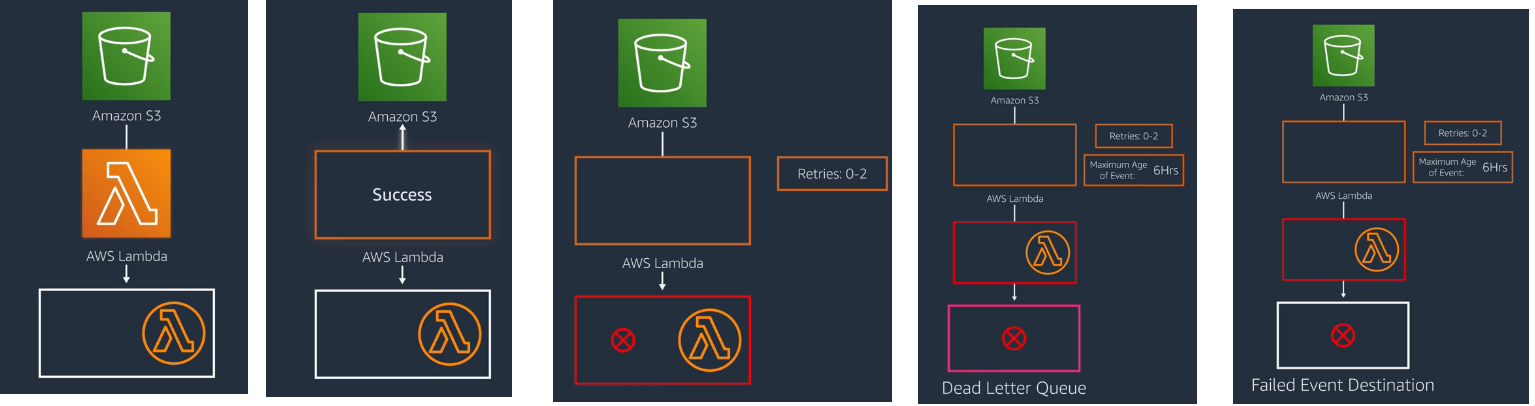 Amazon S3
AWS Lambda
Amazon S3
Success
AWS Lambda
Amazon S3
Retries: 0-2
AWS Lambda
Amazon S3
Retries: 0-2
Maximum Age
of Event:
6Hrs
AWS Lambda
Dead Letter Queue
Amazon S3
Retries: 0-2
Maximum Age
of Event:
6Hrs
AWS Lambda
Failed Event Destination